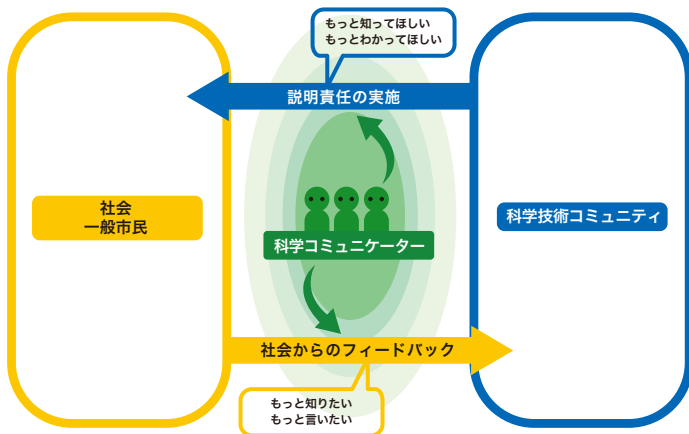 もっと知ってほしい
もっとわかってほしい
説明責任の実施
社会
一般市民
科学技術コミュニティ
科学コミュニケーター
社会からのフィードバック
もっと知りたい
もっと言いたい